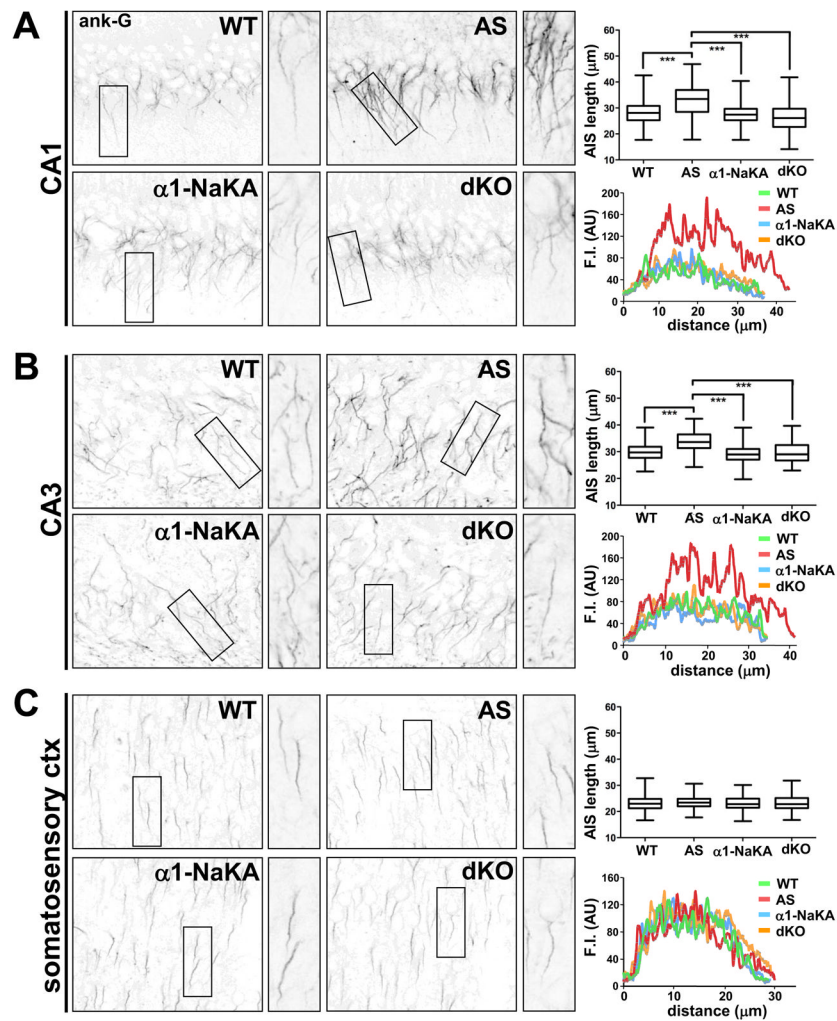 A
CA1
ank-G
WT
AS
α1-NaKA
dKO
AIS length (μm)
60
50
40
30
20
10
*** *** ***
WT AS α1-NaKA dKO
F.I. (AU)
200
160
120
80
40
0
0 10 20 30 40
distance (μm)
WT
AS
α1-NaKA
dKO
B
CA3
WT
AS
α1-NaKA
dKO
AIS length (μm)
60
50
40
30
20
10
*** *** ***
WT AS α1-NaKA dKO
F.I. (AU)
200
160
120
80
40
0
0 10 20 30 40
distance (μm)
WT
AS
α1-NaKA
dKO
C
somatosensory ctx
WT
AS
α1-NaKA
dKO
AIS length (μm)
60
50
40
30
20
10
WT AS α1-NaKA dKO
F.I. (AU)
160
120
80
40
0
0 10 20 30
distance (μm)
WT
AS
α1-NaKA
dKO